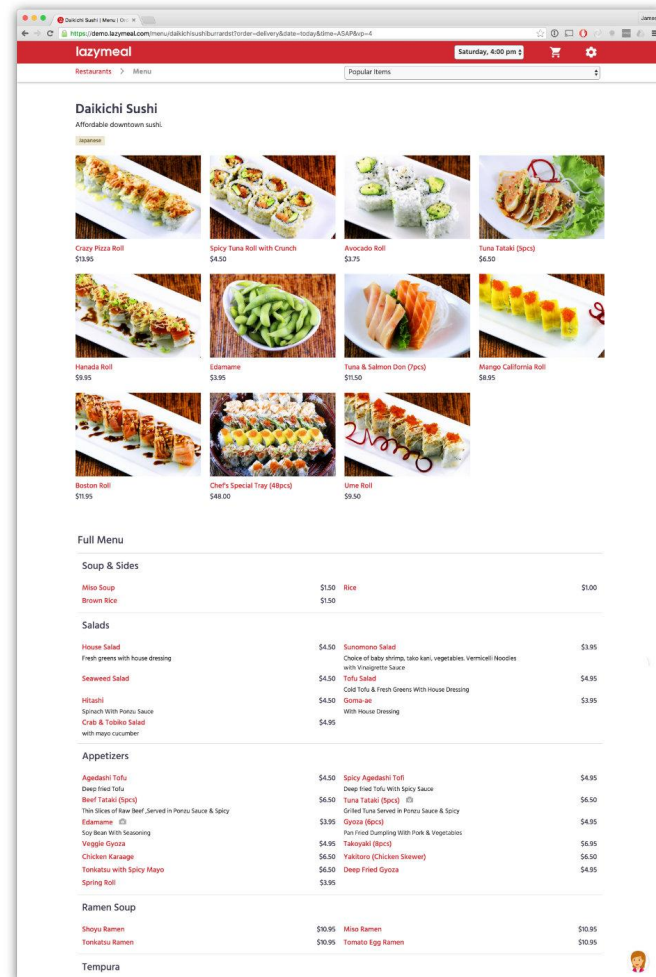 Daikichi Sushi | Menu | Onl
James
https://demo.lazymeal.com/menu/daikichisushiburrardst?order=delivery&date=today&time=ASAP&vp=4
lazymeal
Saturday, 4:00 pm
Restaurants > Menu
Popular Items
Daikichi Sushi
Affordable downtown sushi.
Japanese
Crazy Pizza Roll
$13.95
Spicy Tuna Roll with Crunch
$4.50
Avocado Roll
$3.75
Tuna Tataki (5pcs)
$6.50
Hanada Roll
$9.95
Edamame
$3.95
Tuna & Salmon Don (7pcs)
$11.50
Mango California Roll
$8.95
Boston Roll
$11.95
Chef's Special Tray (48pcs)
$48.00
Ume Roll
$9.50
Full Menu
Soup & Sides
Miso Soup $1.50 Rice $1.00
Brown Rice $1.50
Salads
House Salad $4.50 Sunomono Salad $3.95
Fresh greens with house dressing Choice of baby shrimp, tako kani, vegetables. Vermicelli Noodles
with Vinaigrette Sauce
Seaweed Salad $4.50 Tofu Salad $4.95
Cold Tofu & Fresh Greens With House Dressing
Hitashi $4.50 Goma-ae $3.95
Spinach With Ponzu Sauce With House Dressing
Crab & Tobiko Salad $4.95
with mayo cucumber
Appetizers
Agedashi Tofu $4.50 Spicy Agedashi Tofi $4.95
Deep fried Tofu Deep fried Tofu With Spicy Sauce
Beef Tataki (5pcs) $6.50 Tuna Tataki (5pcs) $6.50
Thin Slices of Raw Beef ,Served in Ponzu Sauce & Spicy Grilled Tuna Served in Ponzu Sauce & Spicy
Edamame $3.95 Gyoza (6pcs) $4.95
Soy Bean With Seasoning Pan Fried Dumpling With Pork & Vegetables
Veggie Gyoza $4.95 Takoyaki (8pcs) $6.95
Chicken Karaage $6.50 Yakitoro (Chicken Skewer) $6.50
Tonkatsu with Spicy Mayo $6.50 Deep Fried Gyoza $4.95
Spring Roll $3.95
Ramen Soup
Shoyu Ramen $10.95 Miso Ramen $10.95
Tonkatsu Ramen $10.95 Tomato Egg Ramen $10.95
Tempura